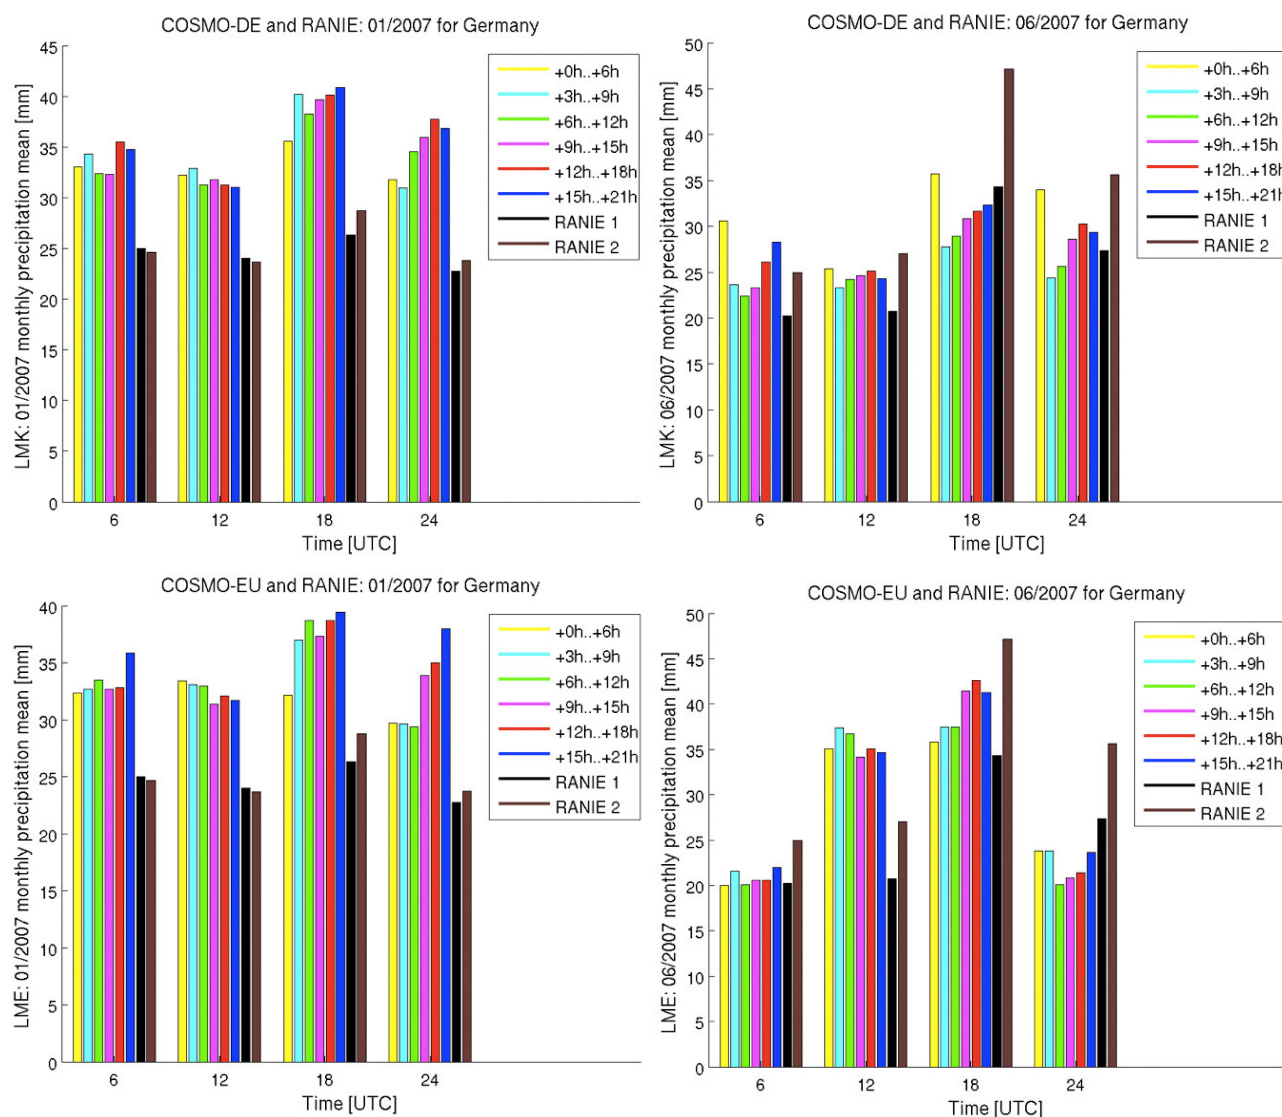 COSMO-DE and RANIE: 01/2007 for Germany
LMK: 01/2007 monthly precipitation mean [mm]
45
40
35
30
25
20
15
10
5
0
+0h..+6h
+3h..+9h
+6h..+12h
+9h..+15h
+12h..+18h
+15h..+21h
RANIE 1
RANIE 2
6 12 18 24
Time [UTC]
COSMO-DE and RANIE: 06/2007 for Germany
LMK: 06/2007 monthly precipitation mean [mm]
50
45
40
35
30
25
20
15
10
5
0
+0h..+6h
+3h..+9h
+6h..+12h
+9h..+15h
+12h..+18h
+15h..+21h
RANIE 1
RANIE 2
6 12 18 24
Time [UTC]
COSMO-EU and RANIE: 01/2007 for Germany
LME: 01/2007 monthly precipitation mean [mm]
40
35
30
25
20
15
10
5
0
+0h..+6h
+3h..+9h
+6h..+12h
+9h..+15h
+12h..+18h
+15h..+21h
RANIE 1
RANIE 2
6 12 18 24
Time [UTC]
COSMO-EU and RANIE: 06/2007 for Germany
LME: 06/2007 monthly precipitation mean [mm]
50
45
40
35
30
25
20
15
10
5
0
+0h..+6h
+3h..+9h
+6h..+12h
+9h..+15h
+12h..+18h
+15h..+21h
RANIE 1
RANIE 2
6 12 18 24
Time [UTC]